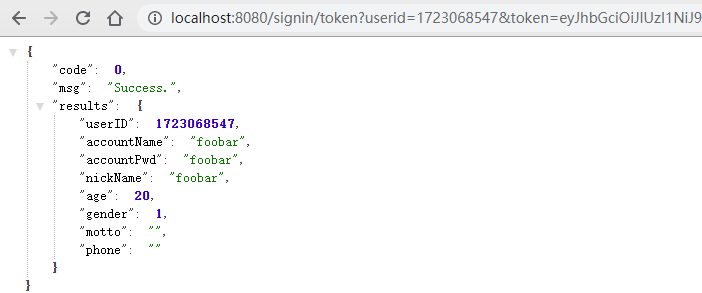 localhost:8080/signin/token?userid=1723068547&token=eyJhbGciOiJIUzI1NiJ9
{
"code": 0,
"msg": "Success.",
"results": {
"userID": 1723068547,
"accountName": "foobar",
"accountPwd": "foobar",
"nickName": "foobar",
"age": 20,
"gender": 1,
"motto": "",
"phone": ""
}
}